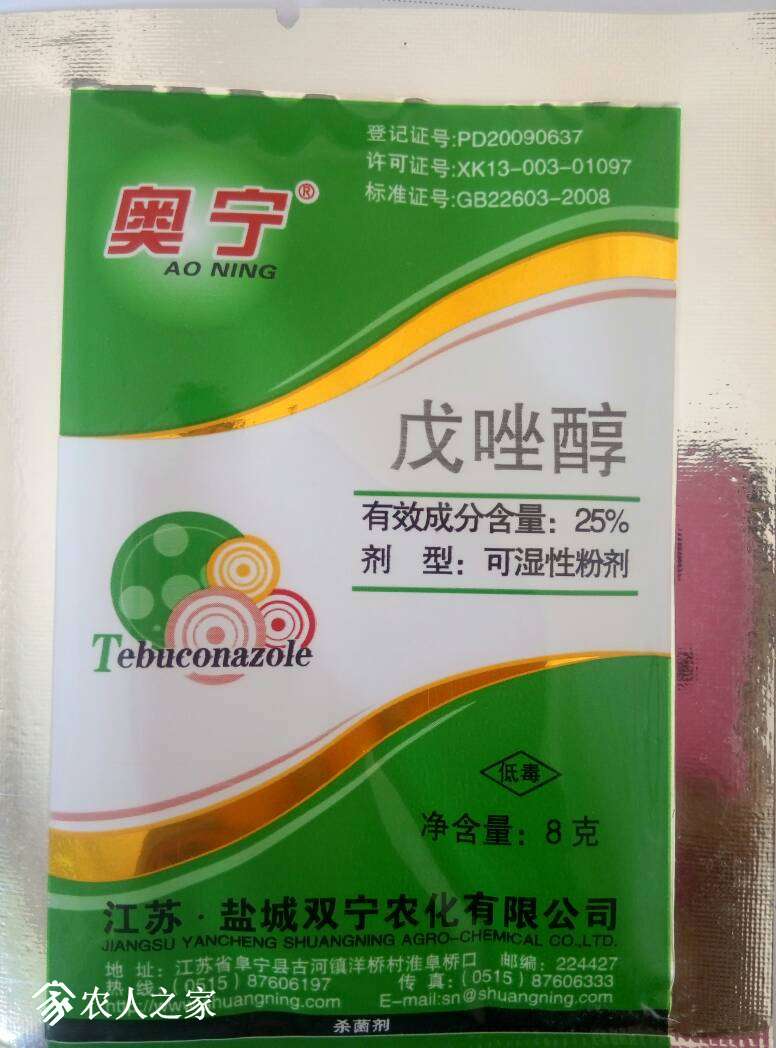 登记证号:PD20090637
许可证号:XK13-003-01097
标准证号:GB22603-2008
奥宁®
AO NING
戊唑醇
有效成分含量：25%
剂 型：可湿性粉剂
Tebuconazole
低毒
净含量：8克
江苏·盐城双宁农化有限公司
JIANGSU YANCHENG SHUANGNING AGRO-CHEMICAL CO.,LTD.
地 址：江苏省阜宁县古河镇洋桥村淮阜桥口 邮编：224427
热 线：(0515) 87606197 传 真：(0515) 87606333
http://www.shuangning.com E-mail:sn@shuangning.com
农人之家
杀菌剂